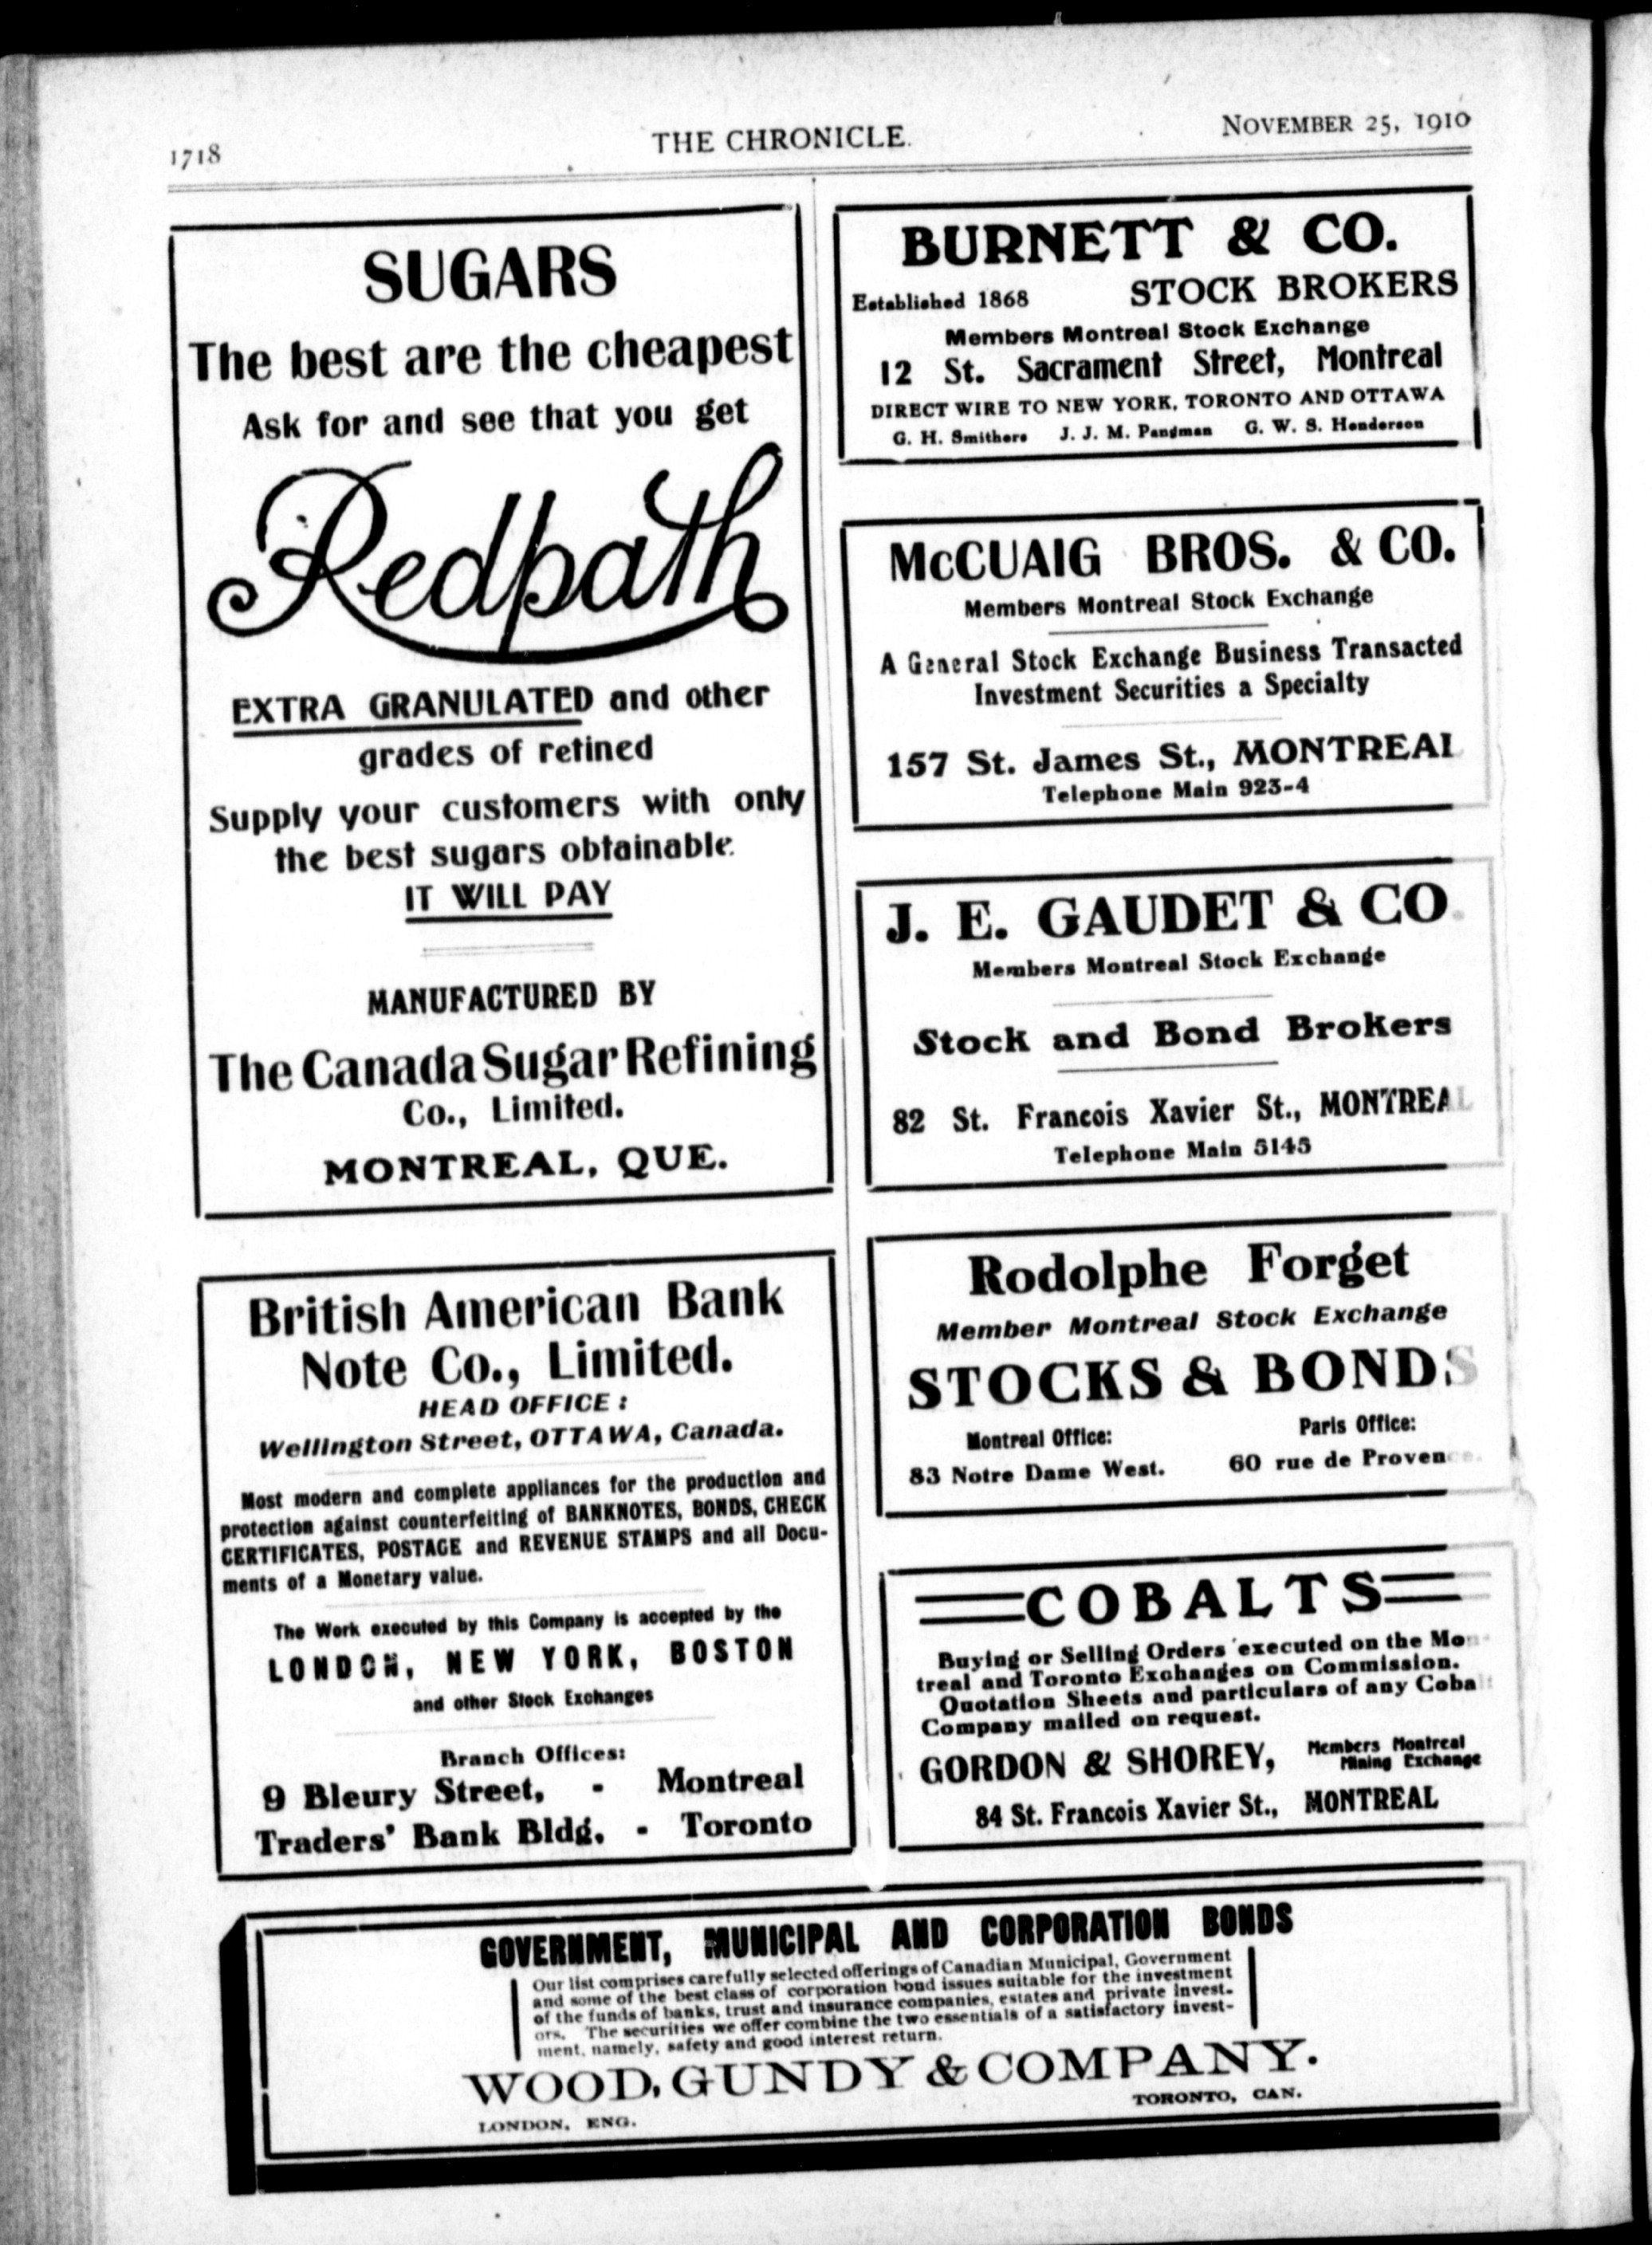 1718
THE CHRONICLE.
NOVEMBER 25, 1910
SUGARS
The best are the cheapest
Ask for and see that you get
Redpath
EXTRA GRANULATED and other
grades of refined
Supply your customers with only
the best sugars obtainable.
IT WILL PAY
MANUFACTURED BY
The Canada Sugar Refining
Co., Limited.
MONTREAL, QUE.
British American Bank
Note Co., Limited.
HEAD OFFICE :
Wellington Street, OTTAWA, Canada.
Most modern and complete appliances for the production and
protection against counterfeiting of BANKNOTES, BONDS, CHECK
CERTIFICATES, POSTAGE and REVENUE STAMPS and all Docu-
ments of a Monetary value.
The Work executed by this Company is accepted by the
LONDON, NEW YORK, BOSTON
and other Stock Exchanges
Branch Offices:
9 Bleury Street, - Montreal
Traders' Bank Bldg. - Toronto
BURNETT & CO.
Established 1868 STOCK BROKERS
Members Montreal Stock Exchange
12 St. Sacrament Street, Montreal
DIRECT WIRE TO NEW YORK, TORONTO AND OTTAWA
G. H. Smithers J. J. M. Pangman G. W. S. Henderson
McCUAIG BROS. & CO.
Members Montreal Stock Exchange
A General Stock Exchange Business Transacted
Investment Securities a Specialty
157 St. James St., MONTREAL
Telephone Main 923-4
J. E. GAUDET & CO.
Members Montreal Stock Exchange
Stock and Bond Brokers
82 St. Francois Xavier St., MONTREAL
Telephone Main 5145
Rodolphe Forget
Member Montreal Stock Exchange
STOCKS & BONDS
Montreal Office: Paris Office:
83 Notre Dame West. 60 rue de Provence.
COBALTS
Buying or Selling Orders executed on the Mon-
treal and Toronto Exchanges on Commission.
Quotation Sheets and particulars of any Cobalt
Company mailed on request.
GORDON & SHOREY, Members Montreal
Mining Exchange
84 St. Francois Xavier St., MONTREAL
GOVERNMENT, MUNICIPAL AND CORPORATION BONDS
Our list comprises carefully selected offerings of Canadian Municipal, Government
and some of the best class of corporation bond issues suitable for the investment
of the funds of banks, trust and insurance companies, estates and private invest-
ors. The securities we offer combine the two essentials of a satisfactory invest-
ment, namely, safety and good interest return.
WOOD, GUNDY & COMPANY.
LONDON, ENG. TORONTO, CAN.